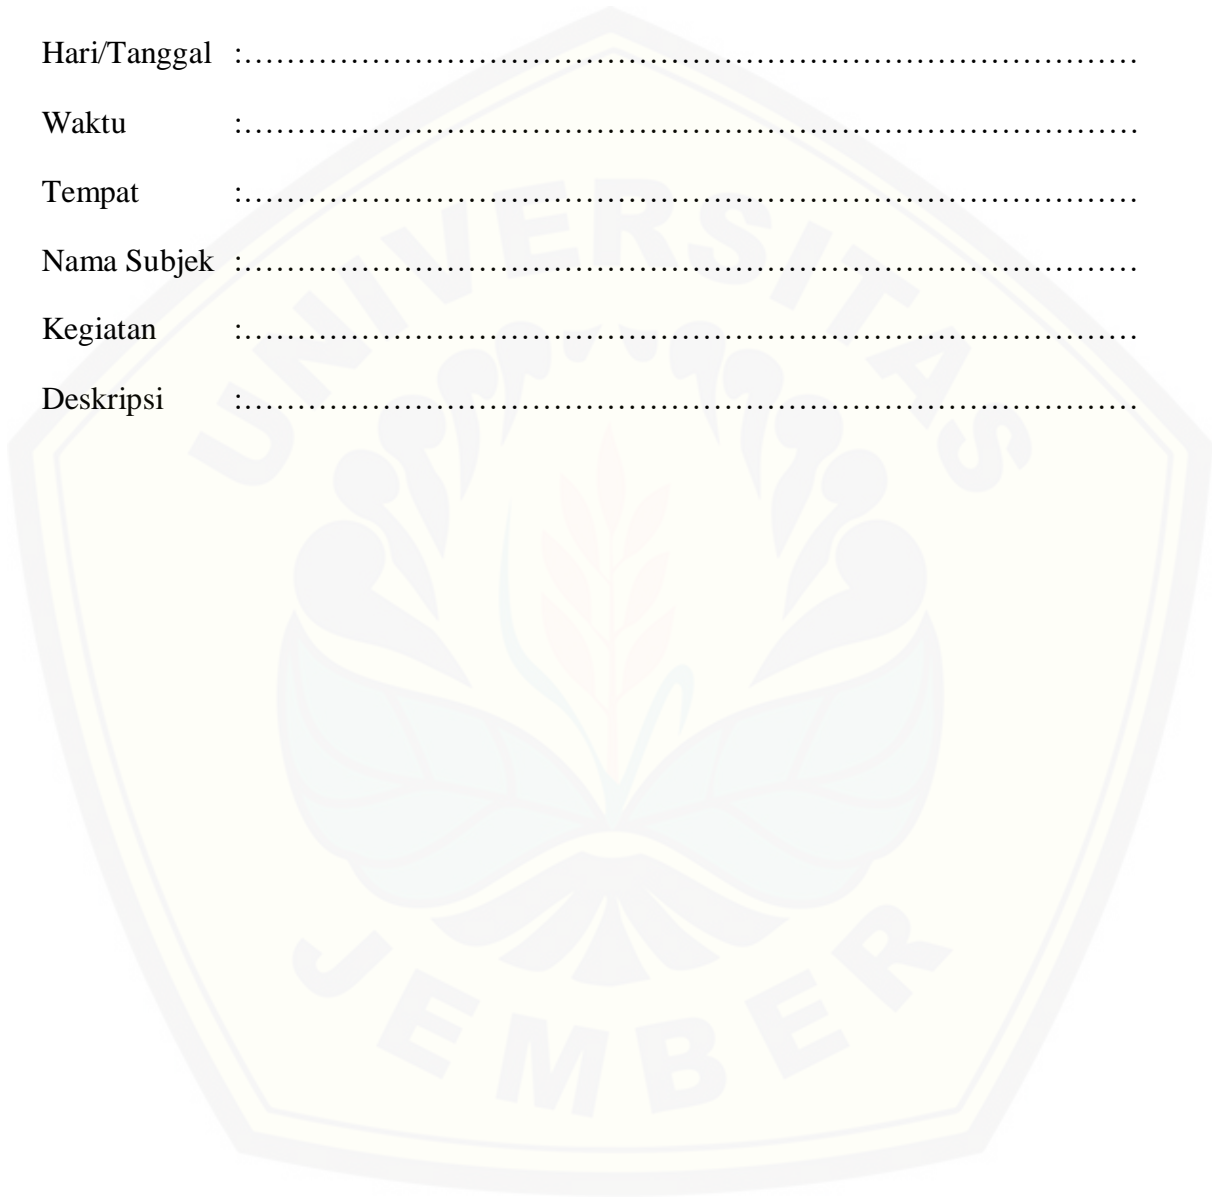 Hari/Tanggal :……………………………………………………………………………
Waktu :……………………………………………………………………………
Tempat :……………………………………………………………………………
Nama Subjek :……………………………………………………………………………
Kegiatan :……………………………………………………………………………
Deskripsi :……………………………………………………………………………
UNIVERSITAS
JEMBER